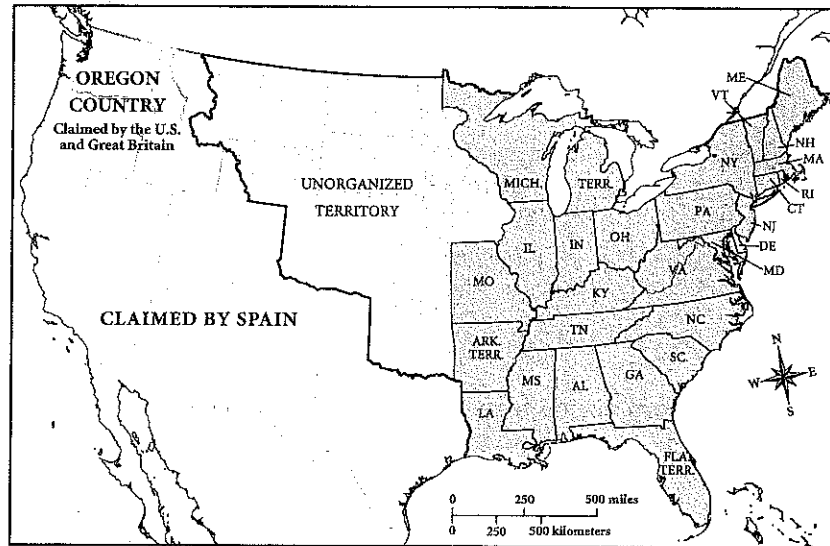 OREGON
COUNTRY
Claimed by the U.S.
and Great Britain
UNORGANIZED
TERRITORY
CLAIMED BY SPAIN
ME
VT
NH
MA
NY
RI
CT
MICH.
TERR.
PA
NJ
DE
MD
IL
IN
OH
VA
MO
KY
NC
TN
ARK.
TERR.
SC
MS
AL
GA
LA
FLA.
TERR.
N
W
E
S
0 250 500 miles
0 250 500 kilometers